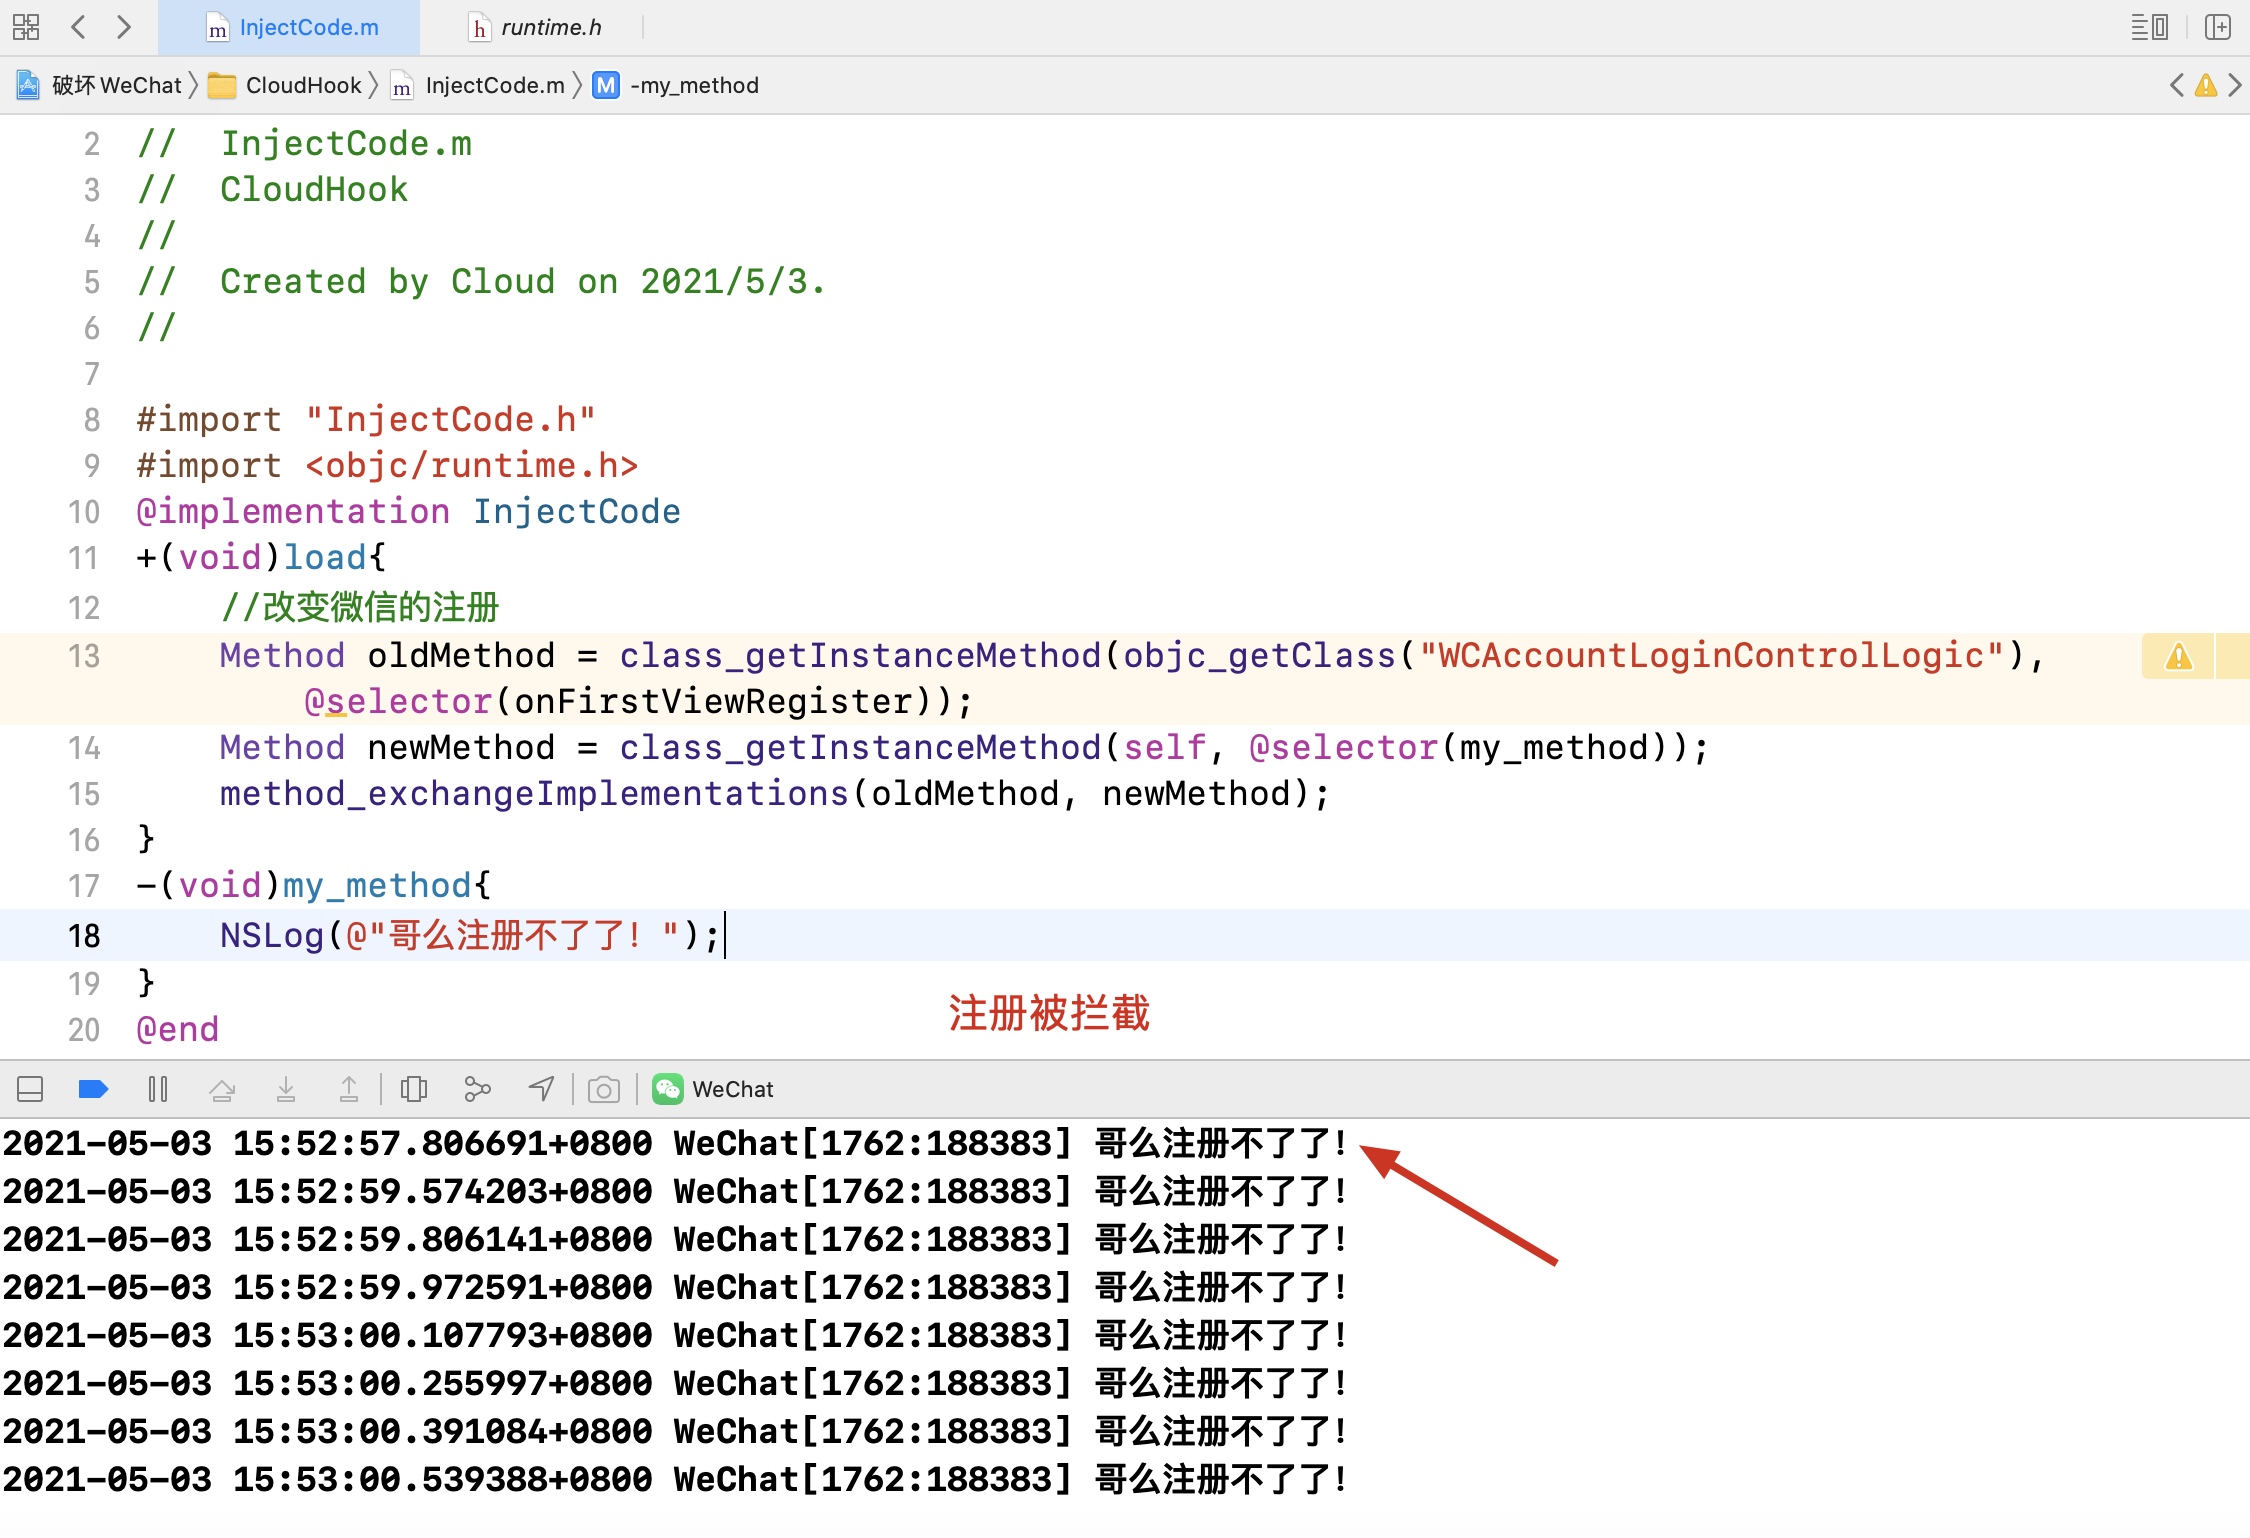 InjectCode.m runtime.h
破坏WeChat CloudHook InjectCode.m M -my_method
2 //  InjectCode.m
3 //  CloudHook
4 //
5 //  Created by Cloud on 2021/5/3.
6 //
7
8 #import "InjectCode.h"
9 #import <objc/runtime.h>
10 @implementation InjectCode
11 +(void)load{
12     //改变微信的注册
13     Method oldMethod = class_getInstanceMethod(objc_getClass("WCAccountLoginControlLogic"),
        @selector(onFirstViewRegister));
14     Method newMethod = class_getInstanceMethod(self, @selector(my_method));
15     method_exchangeImplementations(oldMethod, newMethod);
16 }
17 -(void)my_method{
18     NSLog(@"哥么注册不了了！");
19 }
注册被拦截
20 @end
WeChat
2021-05-03 15:52:57.806691+0800 WeChat[1762:188383] 哥么注册不了了！
2021-05-03 15:52:59.574203+0800 WeChat[1762:188383] 哥么注册不了了！
2021-05-03 15:52:59.806141+0800 WeChat[1762:188383] 哥么注册不了了！
2021-05-03 15:52:59.972591+0800 WeChat[1762:188383] 哥么注册不了了！
2021-05-03 15:53:00.107793+0800 WeChat[1762:188383] 哥么注册不了了！
2021-05-03 15:53:00.255997+0800 WeChat[1762:188383] 哥么注册不了了！
2021-05-03 15:53:00.391084+0800 WeChat[1762:188383] 哥么注册不了了！
2021-05-03 15:53:00.539388+0800 WeChat[1762:188383] 哥么注册不了了！